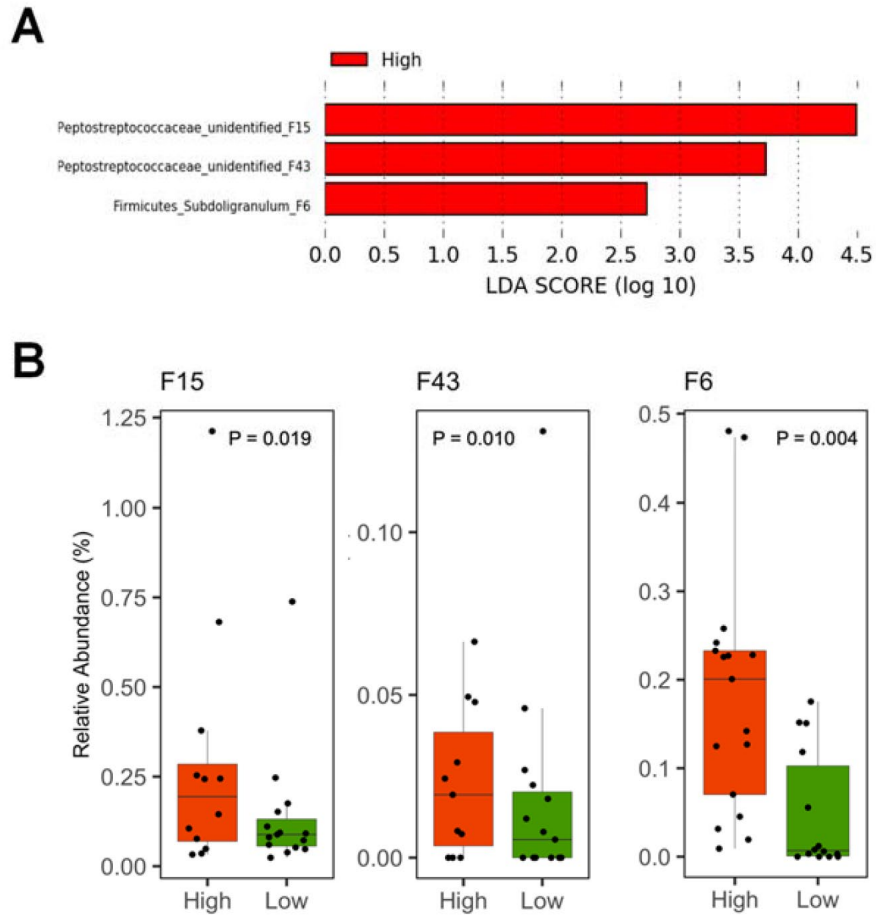 A
High
Peptostreptococcaceae_unidentified_F15
Peptostreptococcaceae_unidentified_F43
Firmicutes_Subdoligranulum_F6
0.0 0.5 1.0 1.5 2.0 2.5 3.0 3.5 4.0 4.5
LDA SCORE (log 10)
B
F15 F43 F6
Relative Abundance (%)
1.25
1.00
0.75
0.50
0.25
0.00
P = 0.019
High Low
0.10
0.05
0.00
P = 0.010
High Low
0.5
0.4
0.3
0.2
0.1
0.0
P = 0.004
High Low